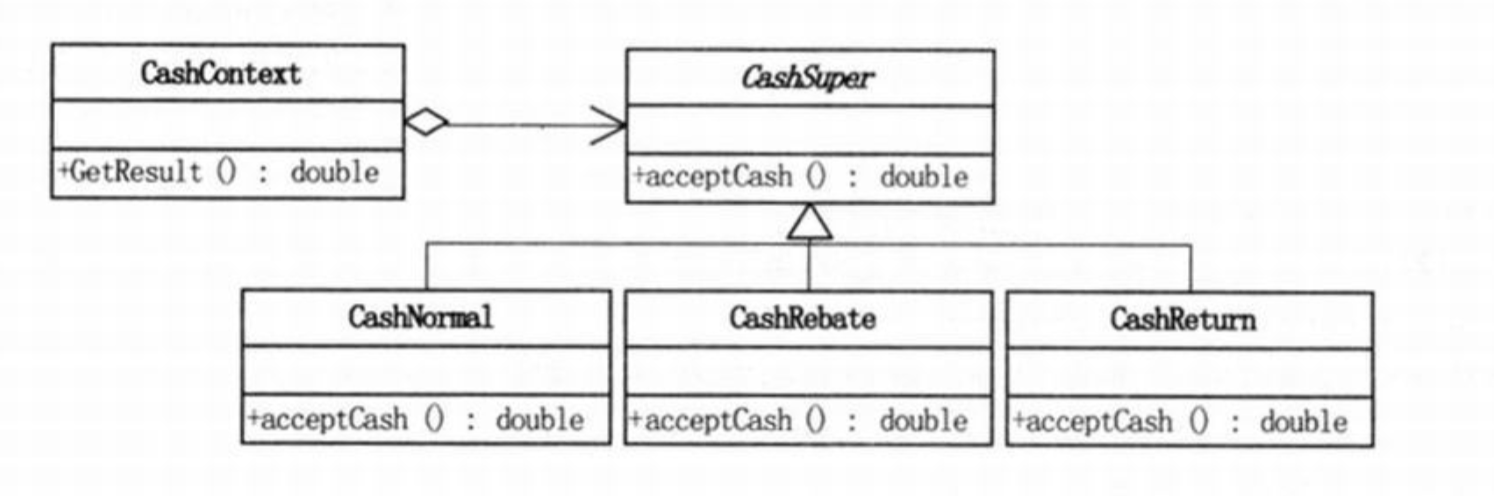 CashContext
+GetResult () : double
CashSuper
+acceptCash () : double
CashNormal
+acceptCash () : double
CashRebate
+acceptCash () : double
CashReturn
+acceptCash () : double